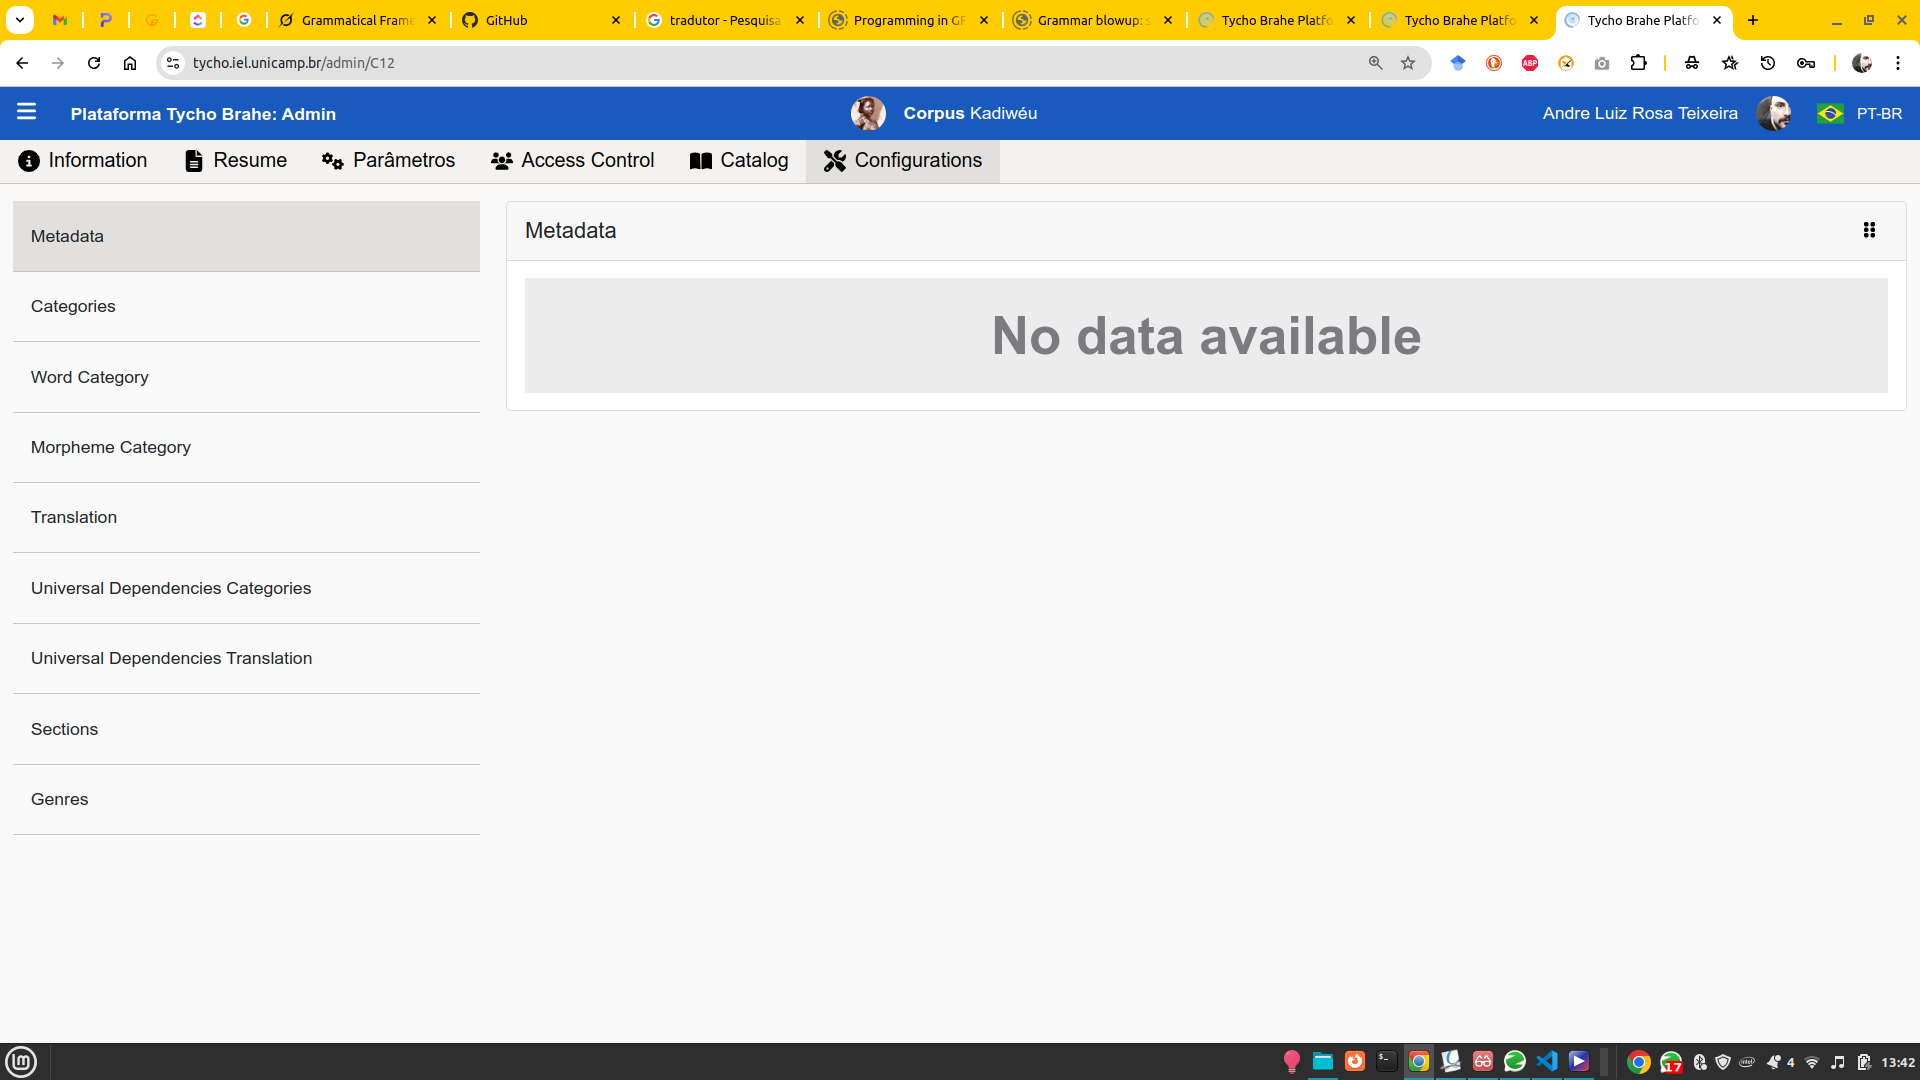 Grammatical Frame
GitHub
tradutor - Pesquisa
Programming in GF
Grammar blowup: s
Tycho Brahe Platfo
Tycho Brahe Platfo
Tycho Brahe Platfo
tycho.iel.unicamp.br/admin/C12
ABP
Plataforma Tycho Brahe: Admin
Corpus Kadiwéu
Andre Luiz Rosa Teixeira
PT-BR
Information
Resume
Parâmetros
Access Control
Catalog
Configurations
Metadata
Categories
Word Category
Morpheme Category
Translation
Universal Dependencies Categories
Universal Dependencies Translation
Sections
Genres
Metadata
No data available
17
4
13:42